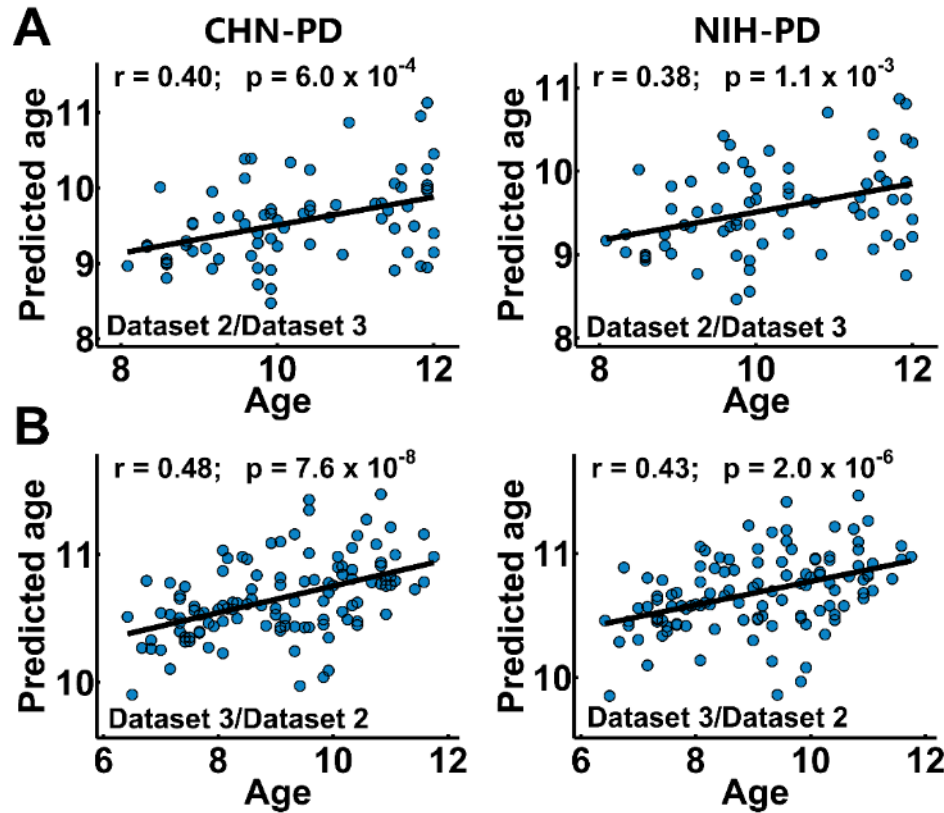 A
CHN-PD
NIH-PD
r = 0.40; p = 6.0 x 10⁻⁴
Predicted age
11
10
9
8
Dataset 2/Dataset 3
8 10 12
Age
r = 0.38; p = 1.1 x 10⁻³
Predicted age
11
10
9
8
Dataset 2/Dataset 3
8 10 12
Age
B
r = 0.48; p = 7.6 x 10⁻⁸
Predicted age
11
10
Dataset 3/Dataset 2
6 8 10 12
Age
r = 0.43; p = 2.0 x 10⁻⁶
Predicted age
11
10
Dataset 3/Dataset 2
6 8 10 12
Age